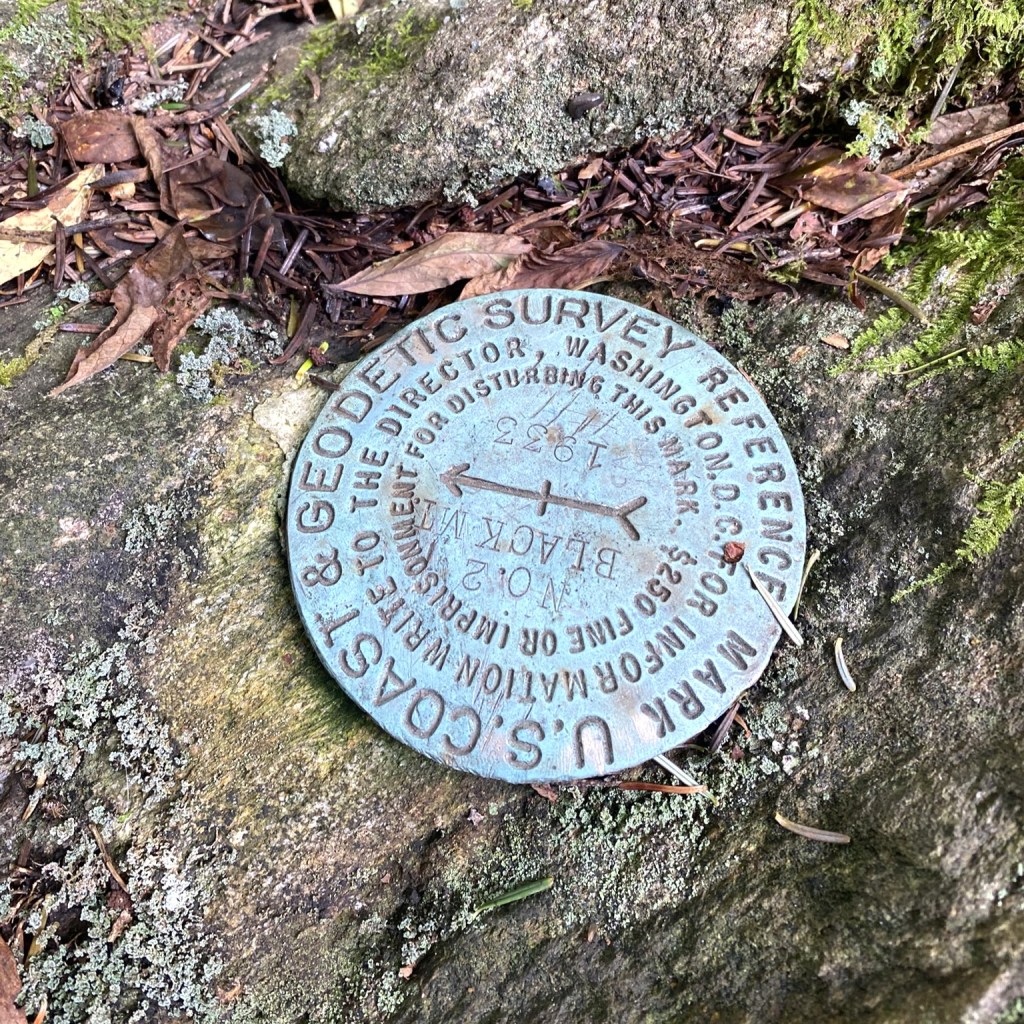 U.S. COAST & GEODETIC SURVEY REFERENCE MARK
FOR INFORMATION WRITE TO THE DIRECTOR, WASHINGTON, D.C.
$250 FINE OR IMPRISONMENT FOR DISTURBING THIS MARK.
NO. 2
BLACK MT
1933